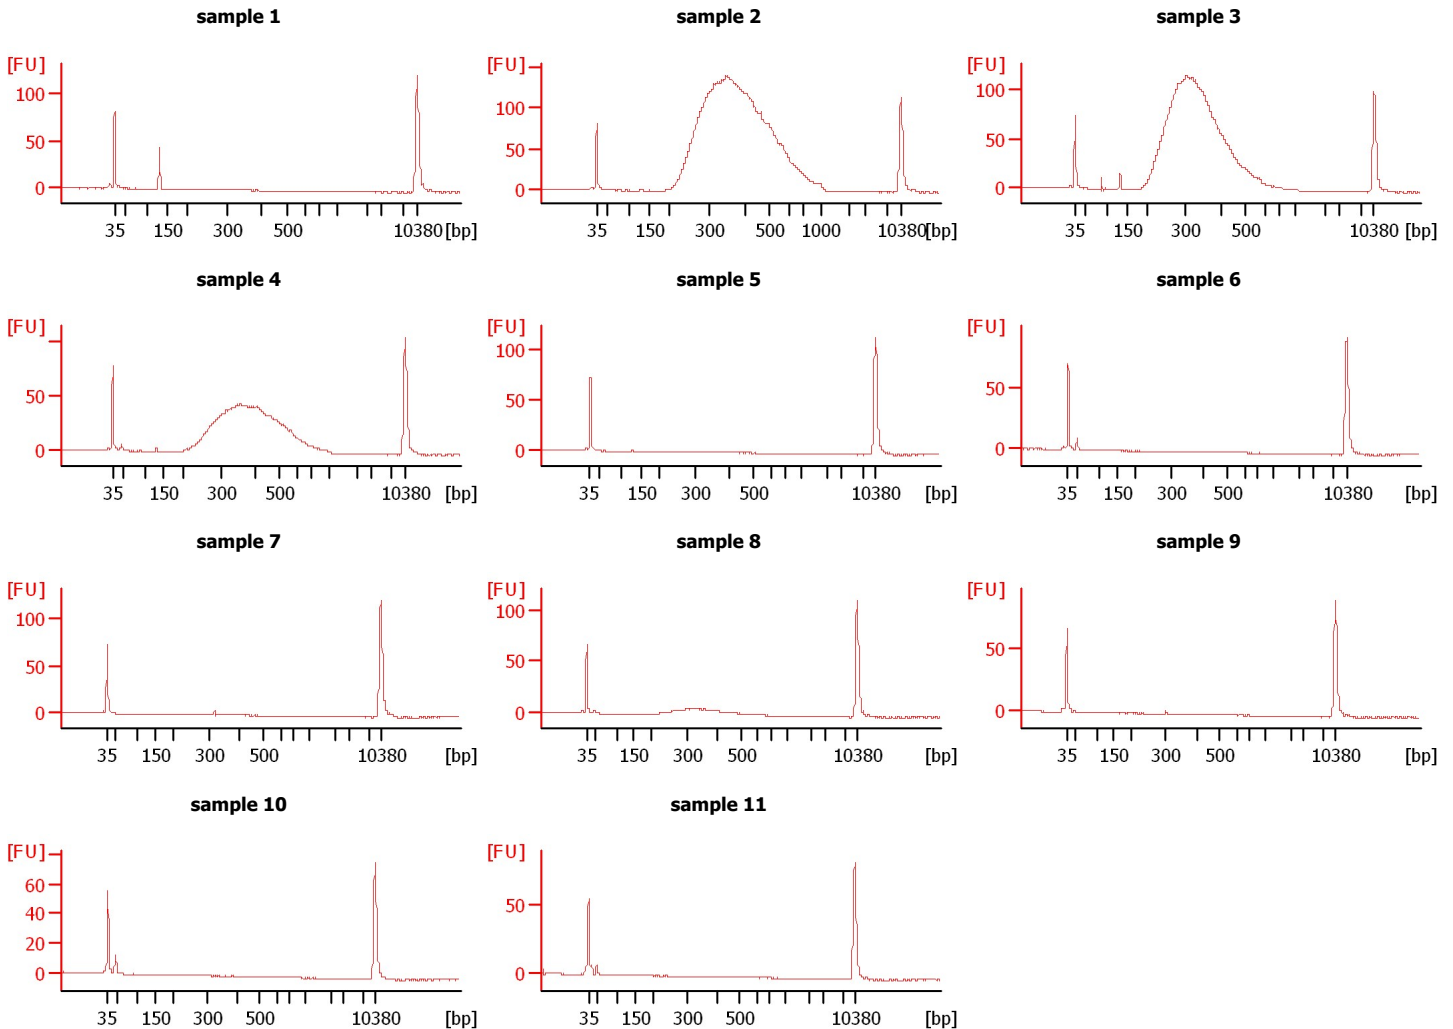 sample 1 sample 2 sample 3
[FU] [FU] [FU]
100 100 100
50 50 50
0 0 0
35 150 300 500 10380 [bp] 35 150 300 500 1000 10380 [bp] 35 150 300 500 10380 [bp]
sample 4 sample 5 sample 6
[FU] [FU] [FU]
100
50 50 50
0 0 0
35 150 300 500 10380 [bp] 35 150 300 500 10380 [bp] 35 150 300 500 10380 [bp]
sample 7 sample 8 sample 9
[FU] [FU] [FU]
100 100
50 50 50
0 0 0
35 150 300 500 10380 [bp] 35 150 300 500 10380 [bp] 35 150 300 500 10380 [bp]
sample 10 sample 11
[FU] [FU]
60
50
40
20
0 0
35 150 300 500 10380 [bp] 35 150 300 500 10380 [bp]